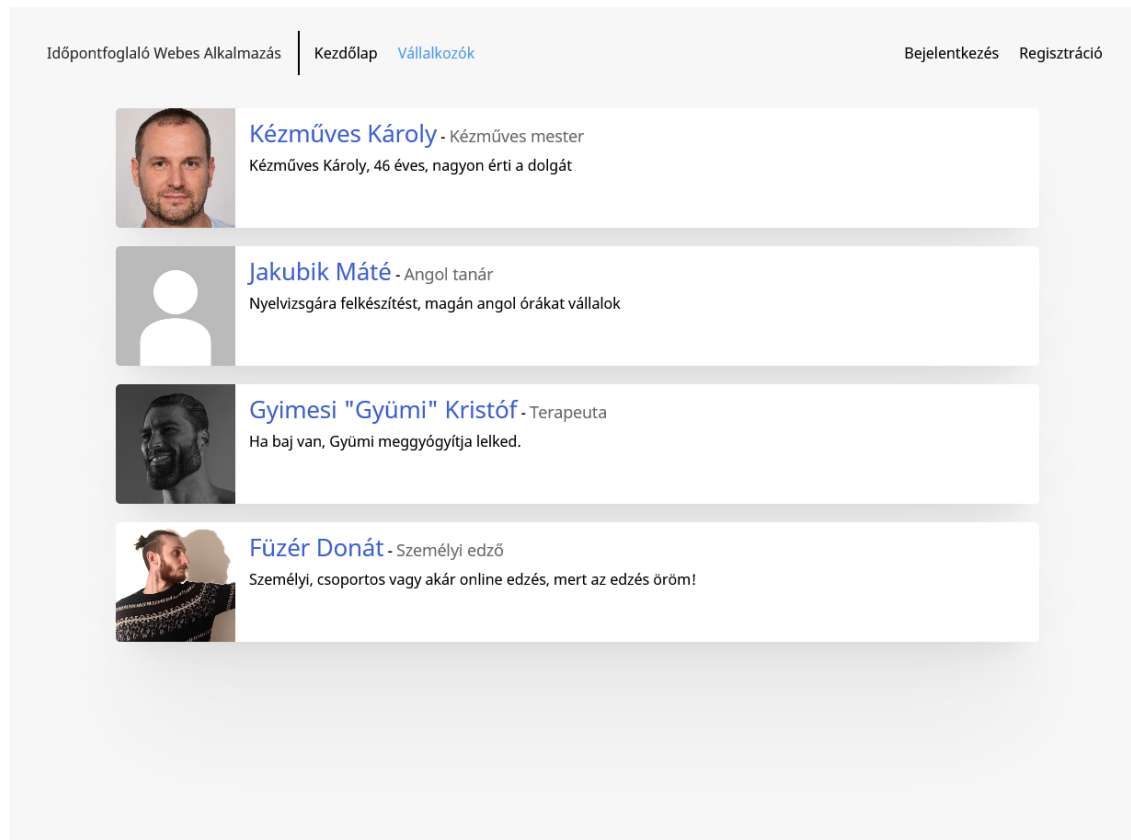 Időpontfoglaló Webes Alkalmazás Kezdőlap Vállalkozók Bejelentkezés Regisztráció
Kézműves Károly - Kézműves mester
Kézműves Károly, 46 éves, nagyon érti a dolgát
Jakubik Máté - Angol tanár
Nyelvizsgára felkészítést, magán angol órákat vállalok
Gyimesi "Gyümi" Kristóf - Terapeuta
Ha baj van, Gyümi meggyógyítja lelked.
Füzér Donát - Személyi edző
Személyi, csoportos vagy akár online edzés, mert az edzés öröm!